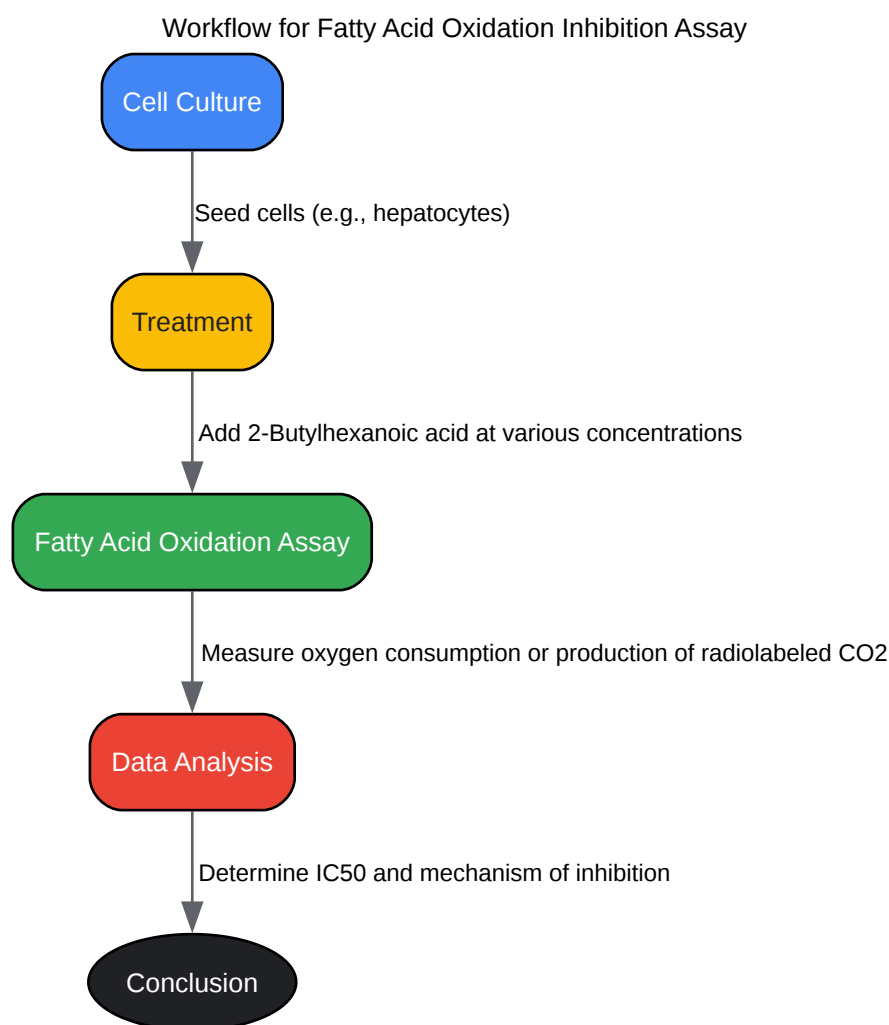 Workflow for Fatty Acid Oxidation Inhibition Assay
Cell Culture
Seed cells (e.g., hepatocytes)
Treatment
Add 2-Butylhexanoic acid at various concentrations
Fatty Acid Oxidation Assay
Measure oxygen consumption or production of radiolabeled CO2
Data Analysis
Determine IC50 and mechanism of inhibition
Conclusion